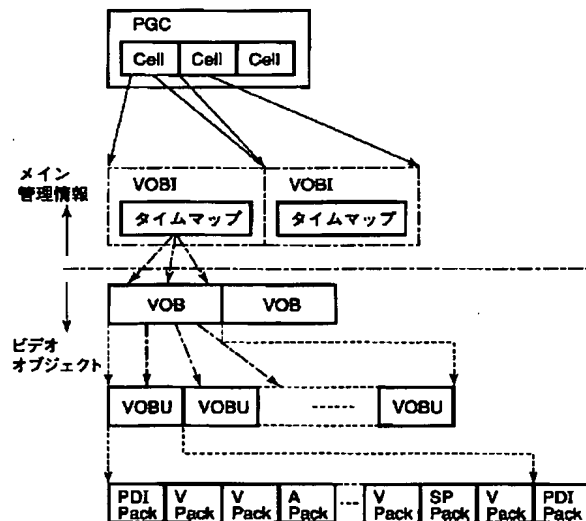 PGC
Cell Cell Cell
メイン
管理情報
VOBI VOBI
タイムマップ タイムマップ
VOB VOB
ビデオ
オブジェクト
VOBU VOBU VOBU
PDI V V A V SP V PDI
Pack Pack Pack Pack Pack Pack Pack Pack